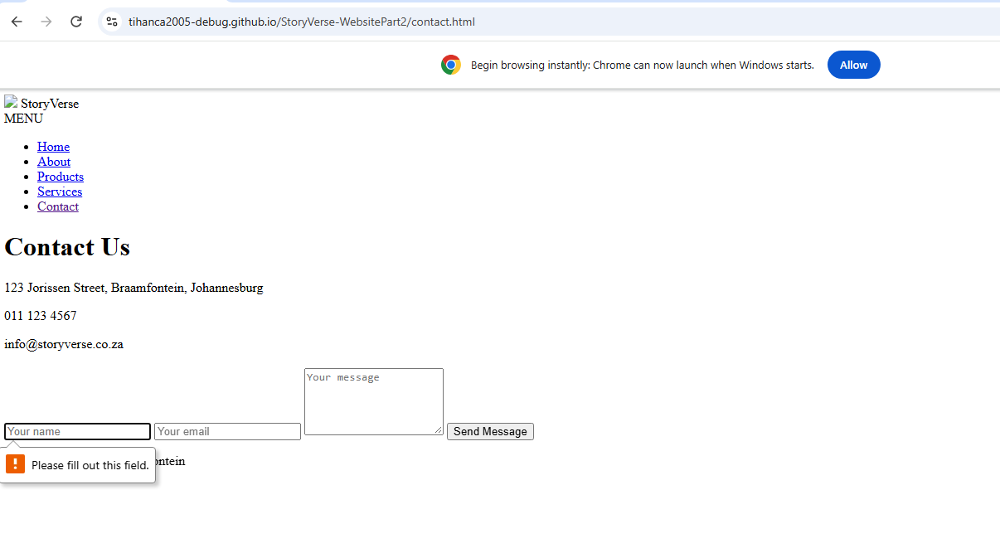 tihanca2005-debug.github.io/StoryVerse-WebsitePart2/contact.html
Begin browsing instantly: Chrome can now launch when Windows starts. Allow
StoryVerse
MENU
Home
About
Products
Services
Contact
Contact Us
123 Jorissen Street, Braamfontein, Johannesburg
011 123 4567
info@storyverse.co.za
Your message
Your name Your email Send Message
ontein
Please fill out this field.